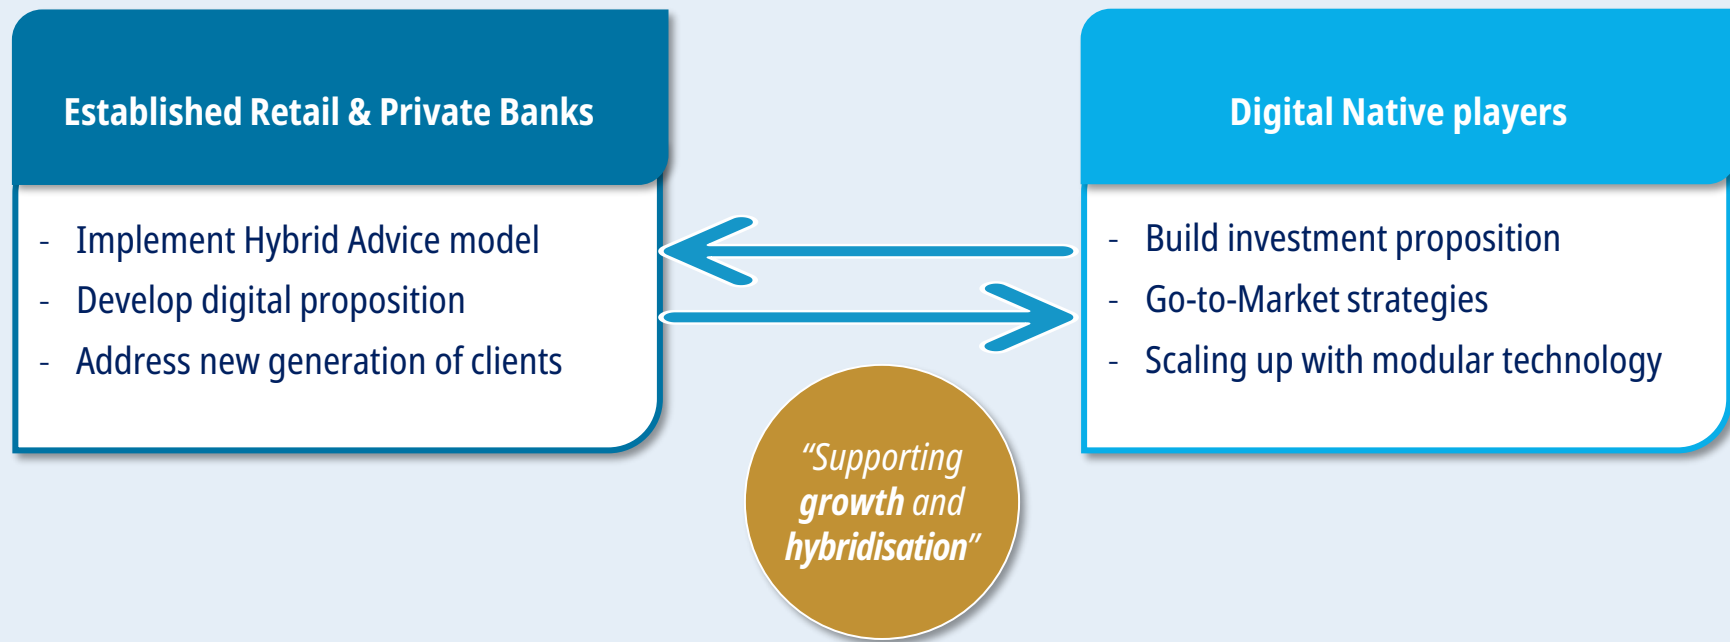 Established Retail & Private Banks
- Implement Hybrid Advice model
- Develop digital proposition
- Address new generation of clients
Digital Native players
- Build investment proposition
- Go-to-Market strategies
- Scaling up with modular technology
“Supporting
growth and
hybridisation”